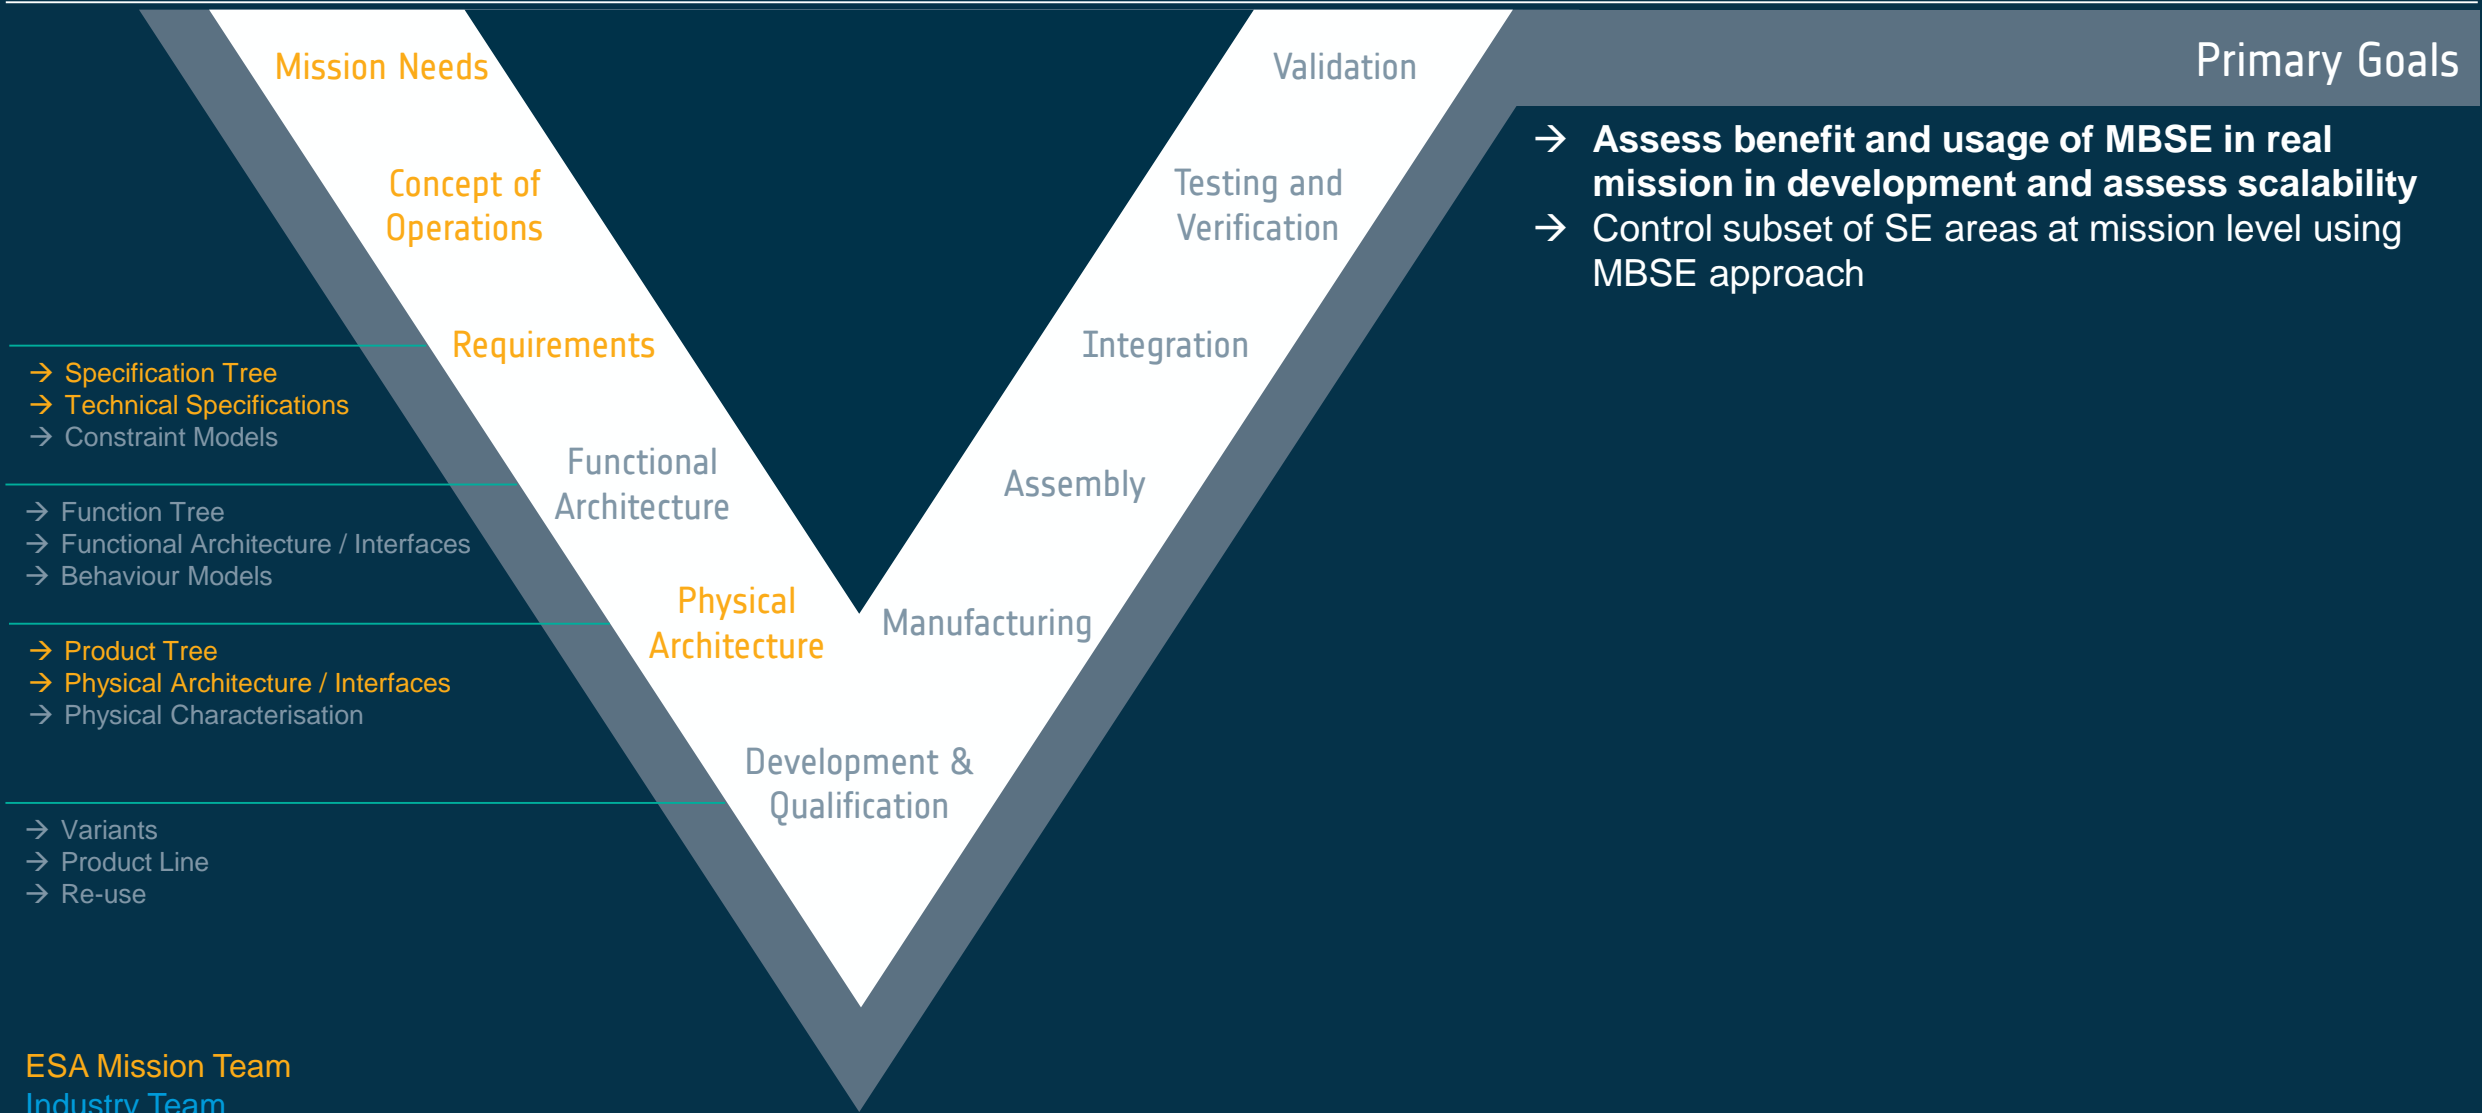 Primary Goals
Mission Needs
Concept of
Operations
Requirements
Functional
Architecture
Physical
Architecture
Development &
Qualification
Manufacturing
Assembly
Integration
Testing and
Verification
Validation
→ Assess benefit and usage of MBSE in real
mission in development and assess scalability
→ Control subset of SE areas at mission level using
MBSE approach
→ Specification Tree
→ Technical Specifications
→ Constraint Models
→ Function Tree
→ Functional Architecture / Interfaces
→ Behaviour Models
→ Product Tree
→ Physical Architecture / Interfaces
→ Physical Characterisation
→ Variants
→ Product Line
→ Re-use
ESA Mission Team
Industry Team